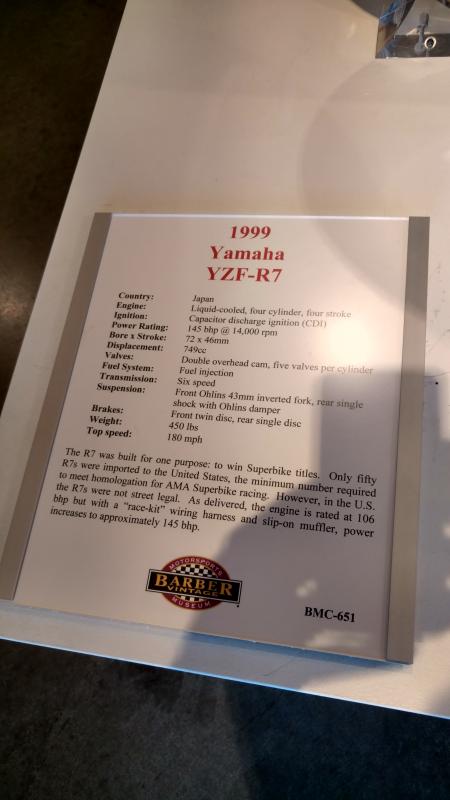 1999
Yamaha
YZF-R7
Country: Japan
Engine: Liquid-cooled, four cylinder, four stroke
Ignition: Capacitor discharge ignition (CDI)
Power Rating: 145 bhp @ 14,000 rpm
Bore x Stroke: 72 x 46mm
Displacement: 749cc
Valves: Double overhead cam, five valves per cylinder
Fuel System: Fuel injection
Transmission: Six speed
Suspension: Front Ohlins 43mm inverted fork, rear single
shock with Ohlins damper
Brakes: Front twin disc, rear single disc
Weight: 450 lbs
Top speed: 180 mph
The R7 was built for one purpose: to win Superbike titles. Only fifty
R7s were imported to the United States, the minimum number required
to meet homologation for AMA Superbike racing. However, in the U.S.
the R7s were not street legal. As delivered, the engine is rated at 106
bhp but with a “race-kit” wiring harness and slip-on muffler, power
increases to approximately 145 bhp.
MOTORSPORTS
BARBER
VINTAGE
MUSEUM
BMC-651